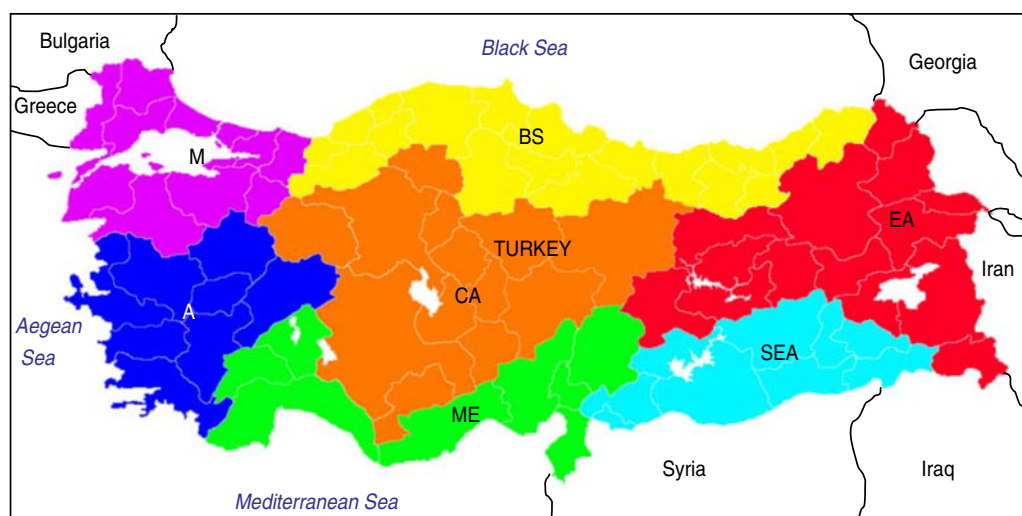 Bulgaria
Black Sea
Georgia
Greece
BS
M
EA
TURKEY
Iran
CA
A
Aegean
Sea
SEA
ME
Syria
Iraq
Mediterranean Sea